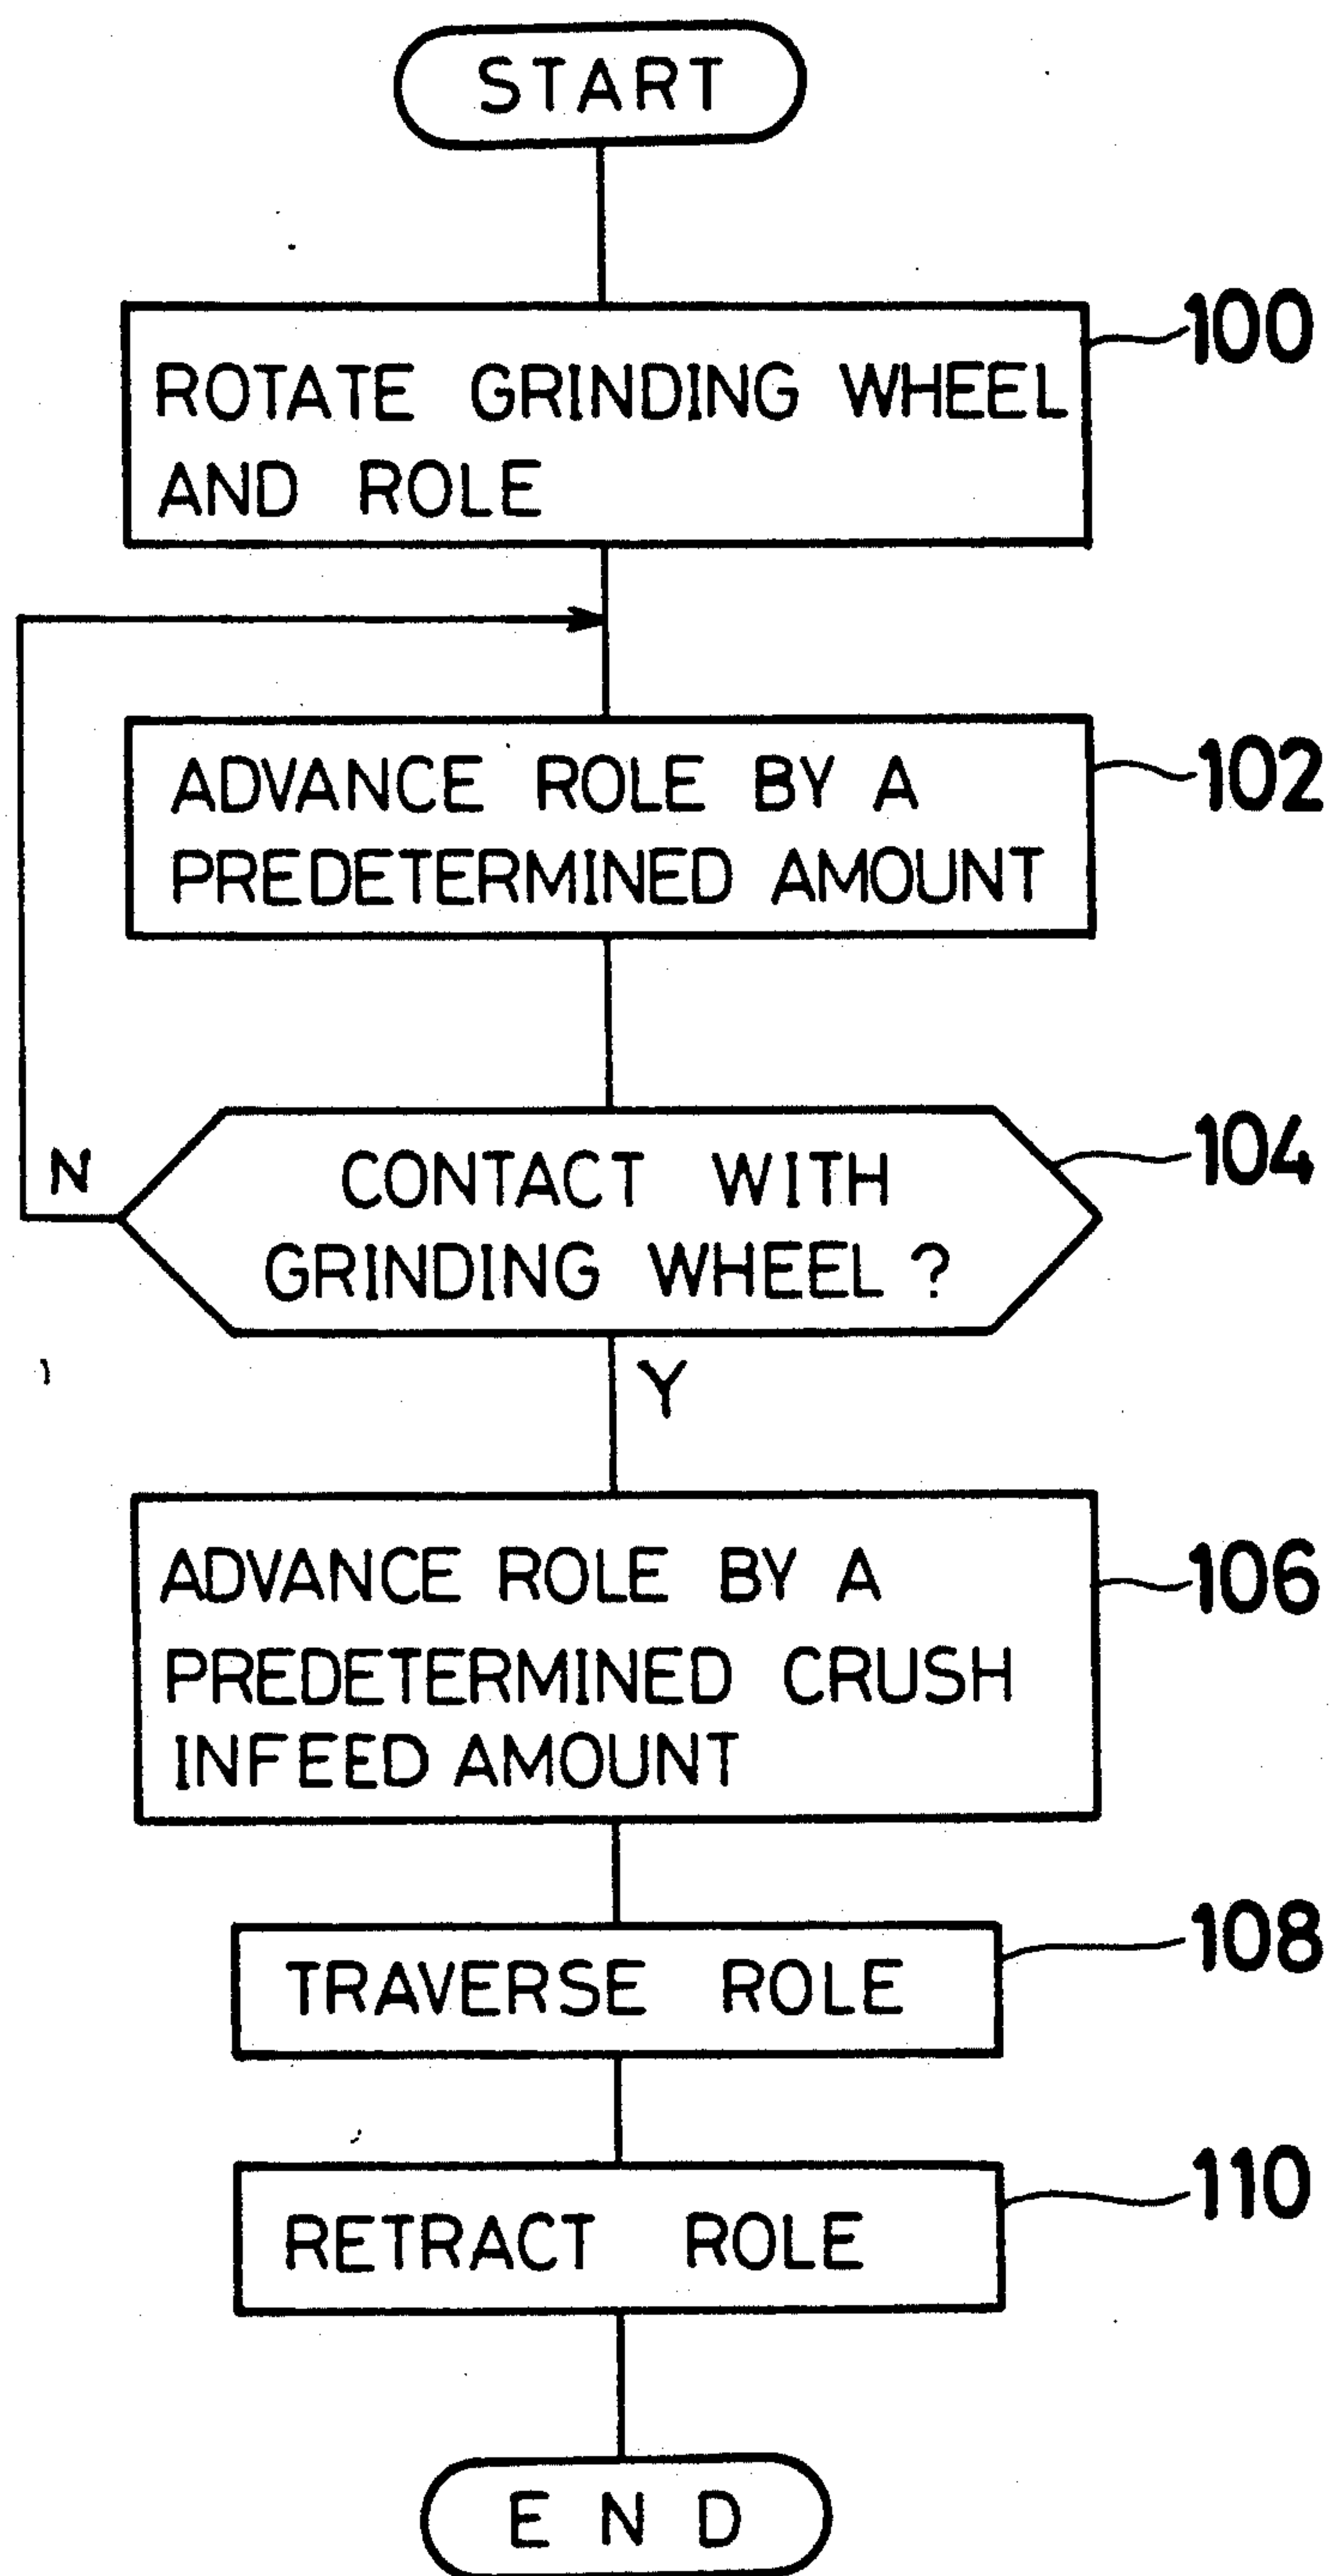 START
100
ROTATE GRINDING WHEEL
AND ROLE
102
ADVANCE ROLE BY A
PREDETERMINED AMOUNT
104
N
CONTACT WITH
GRINDING WHEEL?
Y
106
ADVANCE ROLE BY A
PREDETERMINED CRUSH
INFEED AMOUNT
108
TRAVERSE ROLE
110
RETRACT ROLE
END